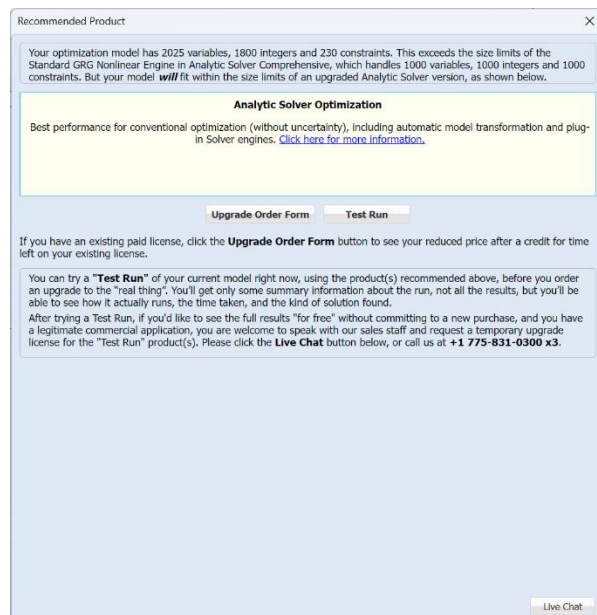 Recommended Product
Your optimization model has 2025 variables, 1800 integers and 230 constraints. This exceeds the size limits of the
Standard GRG Nonlinear Engine in Analytic Solver Comprehensive, which handles 1000 variables, 1000 integers and 1000
constraints. But your model will fit within the size limits of an upgraded Analytic Solver version, as shown below.
Analytic Solver Optimization
Best performance for conventional optimization (without uncertainty), including automatic model transformation and plug-
in Solver engines. Click here for more information.
Upgrade Order Form Test Run
If you have an existing paid license, click the Upgrade Order Form button to see your reduced price after a credit for time
left on your existing license.
You can try a "Test Run" of your current model right now, using the product(s) recommended above, before you order
an upgrade to the "real thing". You'll get only some summary information about the run, not all the results, but you'll be
able to see how it actually runs, the time taken, and the kind of solution found.
After trying a Test Run, if you'd like to see the full results "for free" without committing to a new purchase, and you have
a legitimate commercial application, you are welcome to speak with our sales staff and request a temporary upgrade
license for the "Test Run" product(s). Please click the Live Chat button below, or call us at +1 775-831-0300 x3.
Live Chat